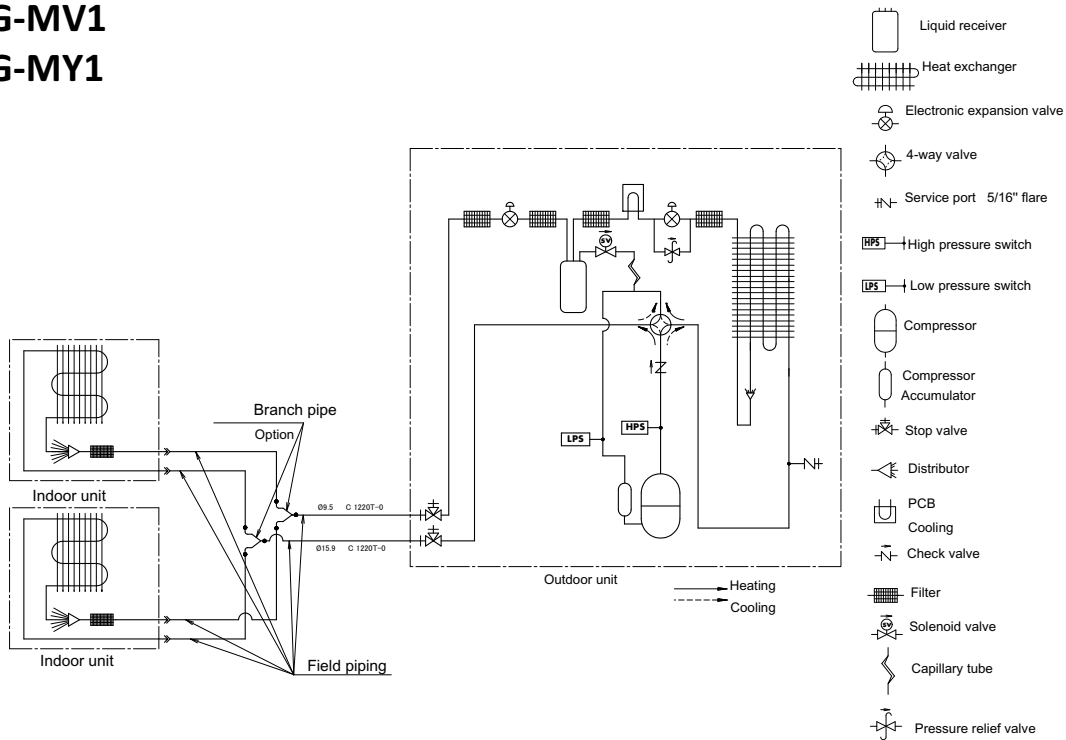 G-MV1
G-MY1
Liquid receiver
Heat exchanger
Electronic expansion valve
4-way valve
Service port 5/16" flare
HPS High pressure switch
LPS Low pressure switch
Compressor
Compressor
Accumulator
Stop valve
Distributor
PCB
Cooling
Check valve
Filter
SV Solenoid valve
Capillary tube
Pressure relief valve
SV
LPS
HPS
Branch pipe
Option
Indoor unit
Ø9.5 C 1220T-0
Ø15.9 C 1220T-0
Outdoor unit
Heating
Cooling
Indoor unit
Field piping